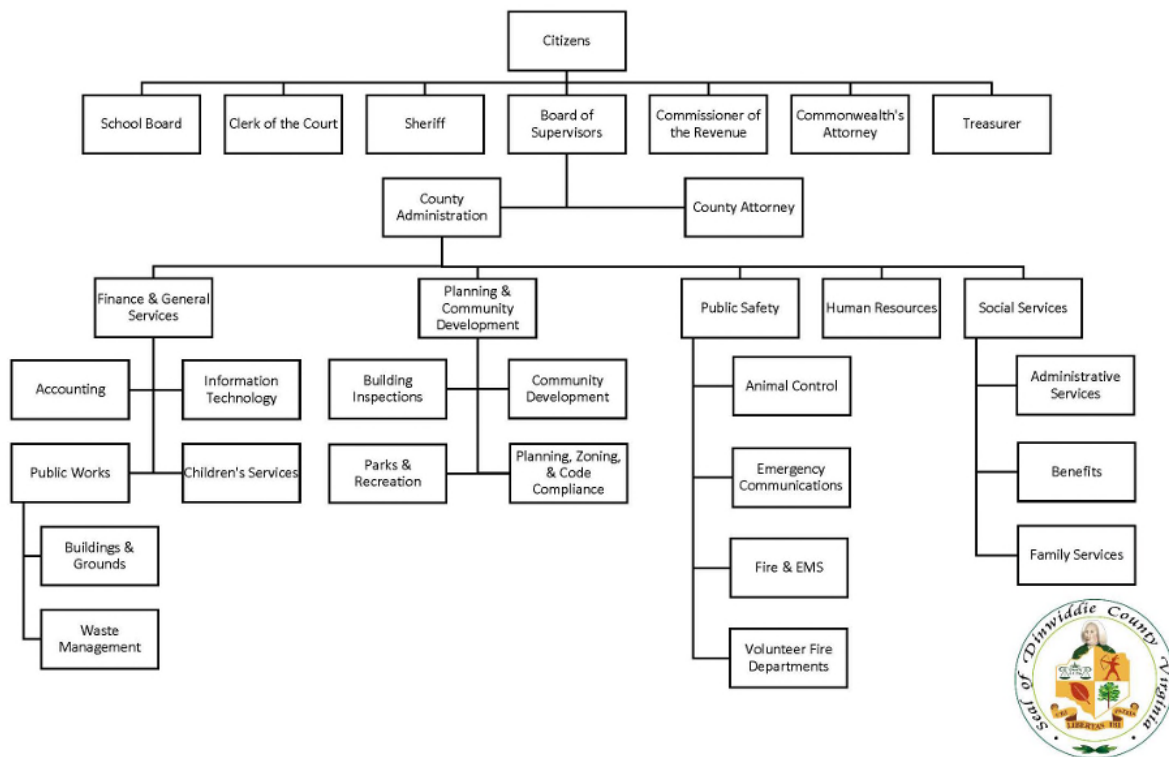 Citizens
School Board
Clerk of the Court
Sheriff
Board of
Supervisors
Commissioner of
the Revenue
Commonwealth's
Attorney
Treasurer
County
Administration
County Attorney
Finance & General
Services
Planning &
Community
Development
Public Safety
Human Resources
Social Services
Accounting
Information
Technology
Building
Inspections
Community
Development
Animal Control
Administrative
Services
Public Works
Children's Services
Parks &
Recreation
Planning, Zoning,
& Code
Compliance
Emergency
Communications
Benefits
Buildings &
Grounds
Fire & EMS
Family Services
Waste
Management
Volunteer Fire
Departments
Seal of Dinwiddie County Virginia
LIBERTAS IBI